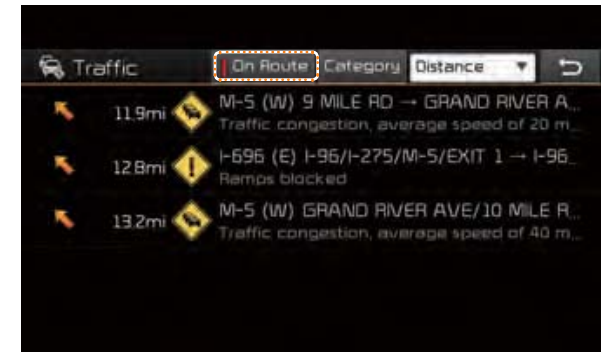 Traffic On Route Category Distance
11.9mi M-5 (W) 9 MILE RD → GRAND RIVER A...
Traffic congestion, average speed of 20 m...
12.8mi I-696 (E) I-96/I-275/M-5/EXIT 1 → I-96...
Ramps blocked
13.2mi M-5 (W) GRAND RIVER AVE/10 MILE R...
Traffic congestion, average speed of 40 m...